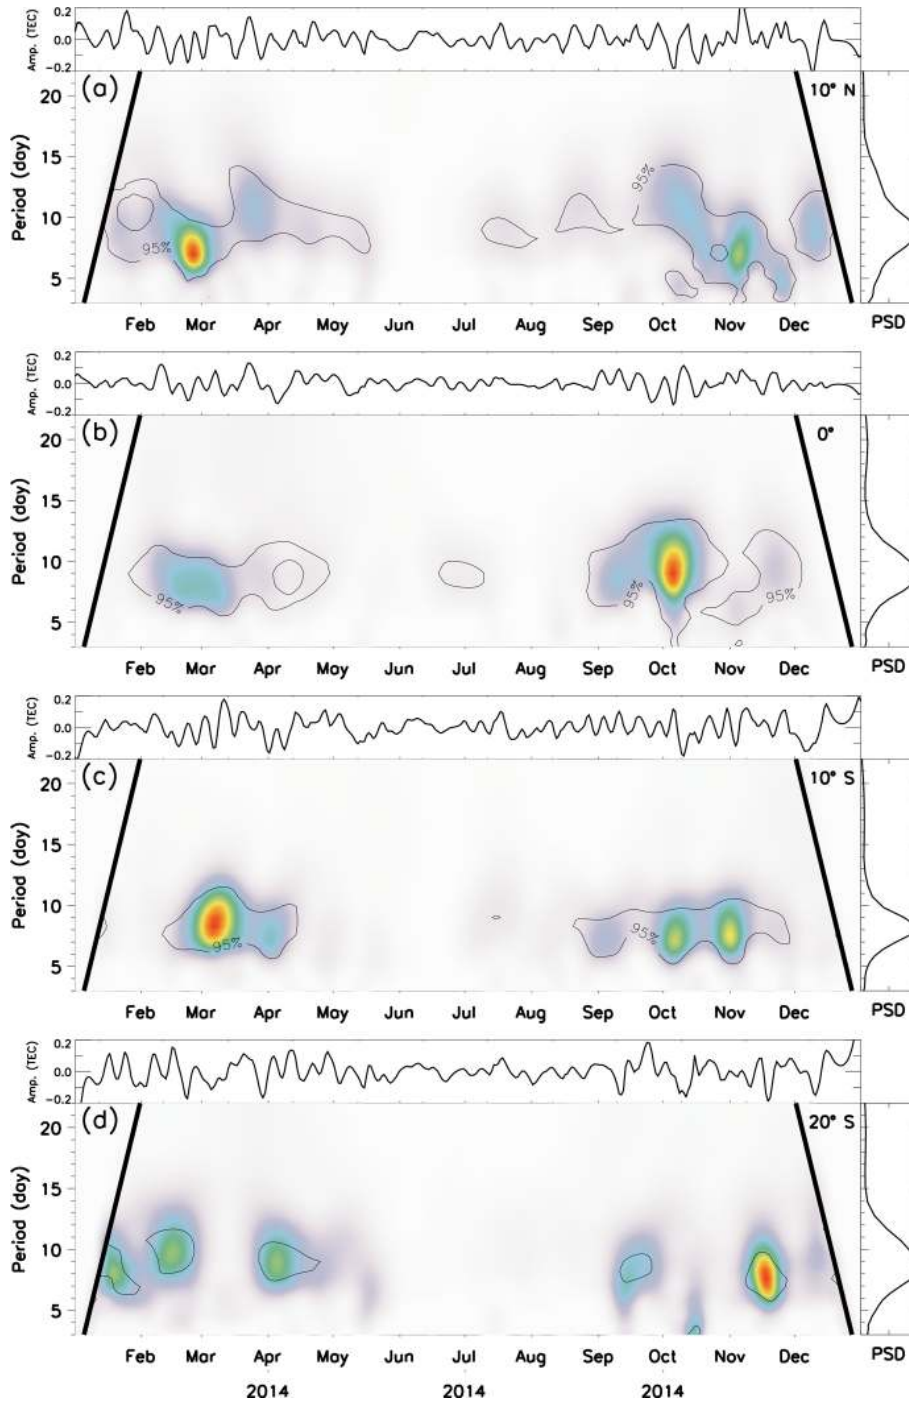 0.2
0.0
−0.2
Amp. (TEC)
(a)
10° N
20
15
10
5
Period (day)
95%
95%
Feb Mar Apr May Jun Jul Aug Sep Oct Nov Dec PSD
0.2
0.0
−0.2
Amp. (TEC)
(b)
0°
20
15
10
5
Period (day)
95%
95%
95%
Feb Mar Apr May Jun Jul Aug Sep Oct Nov Dec PSD
0.2
0.0
−0.2
Amp. (TEC)
(c)
10° S
20
15
10
5
Period (day)
95%
95%
Feb Mar Apr May Jun Jul Aug Sep Oct Nov Dec PSD
0.2
0.0
−0.2
Amp. (TEC)
(d)
20° S
20
15
10
5
Period (day)
Feb Mar Apr May Jun Jul Aug Sep Oct Nov Dec PSD
2014 2014 2014